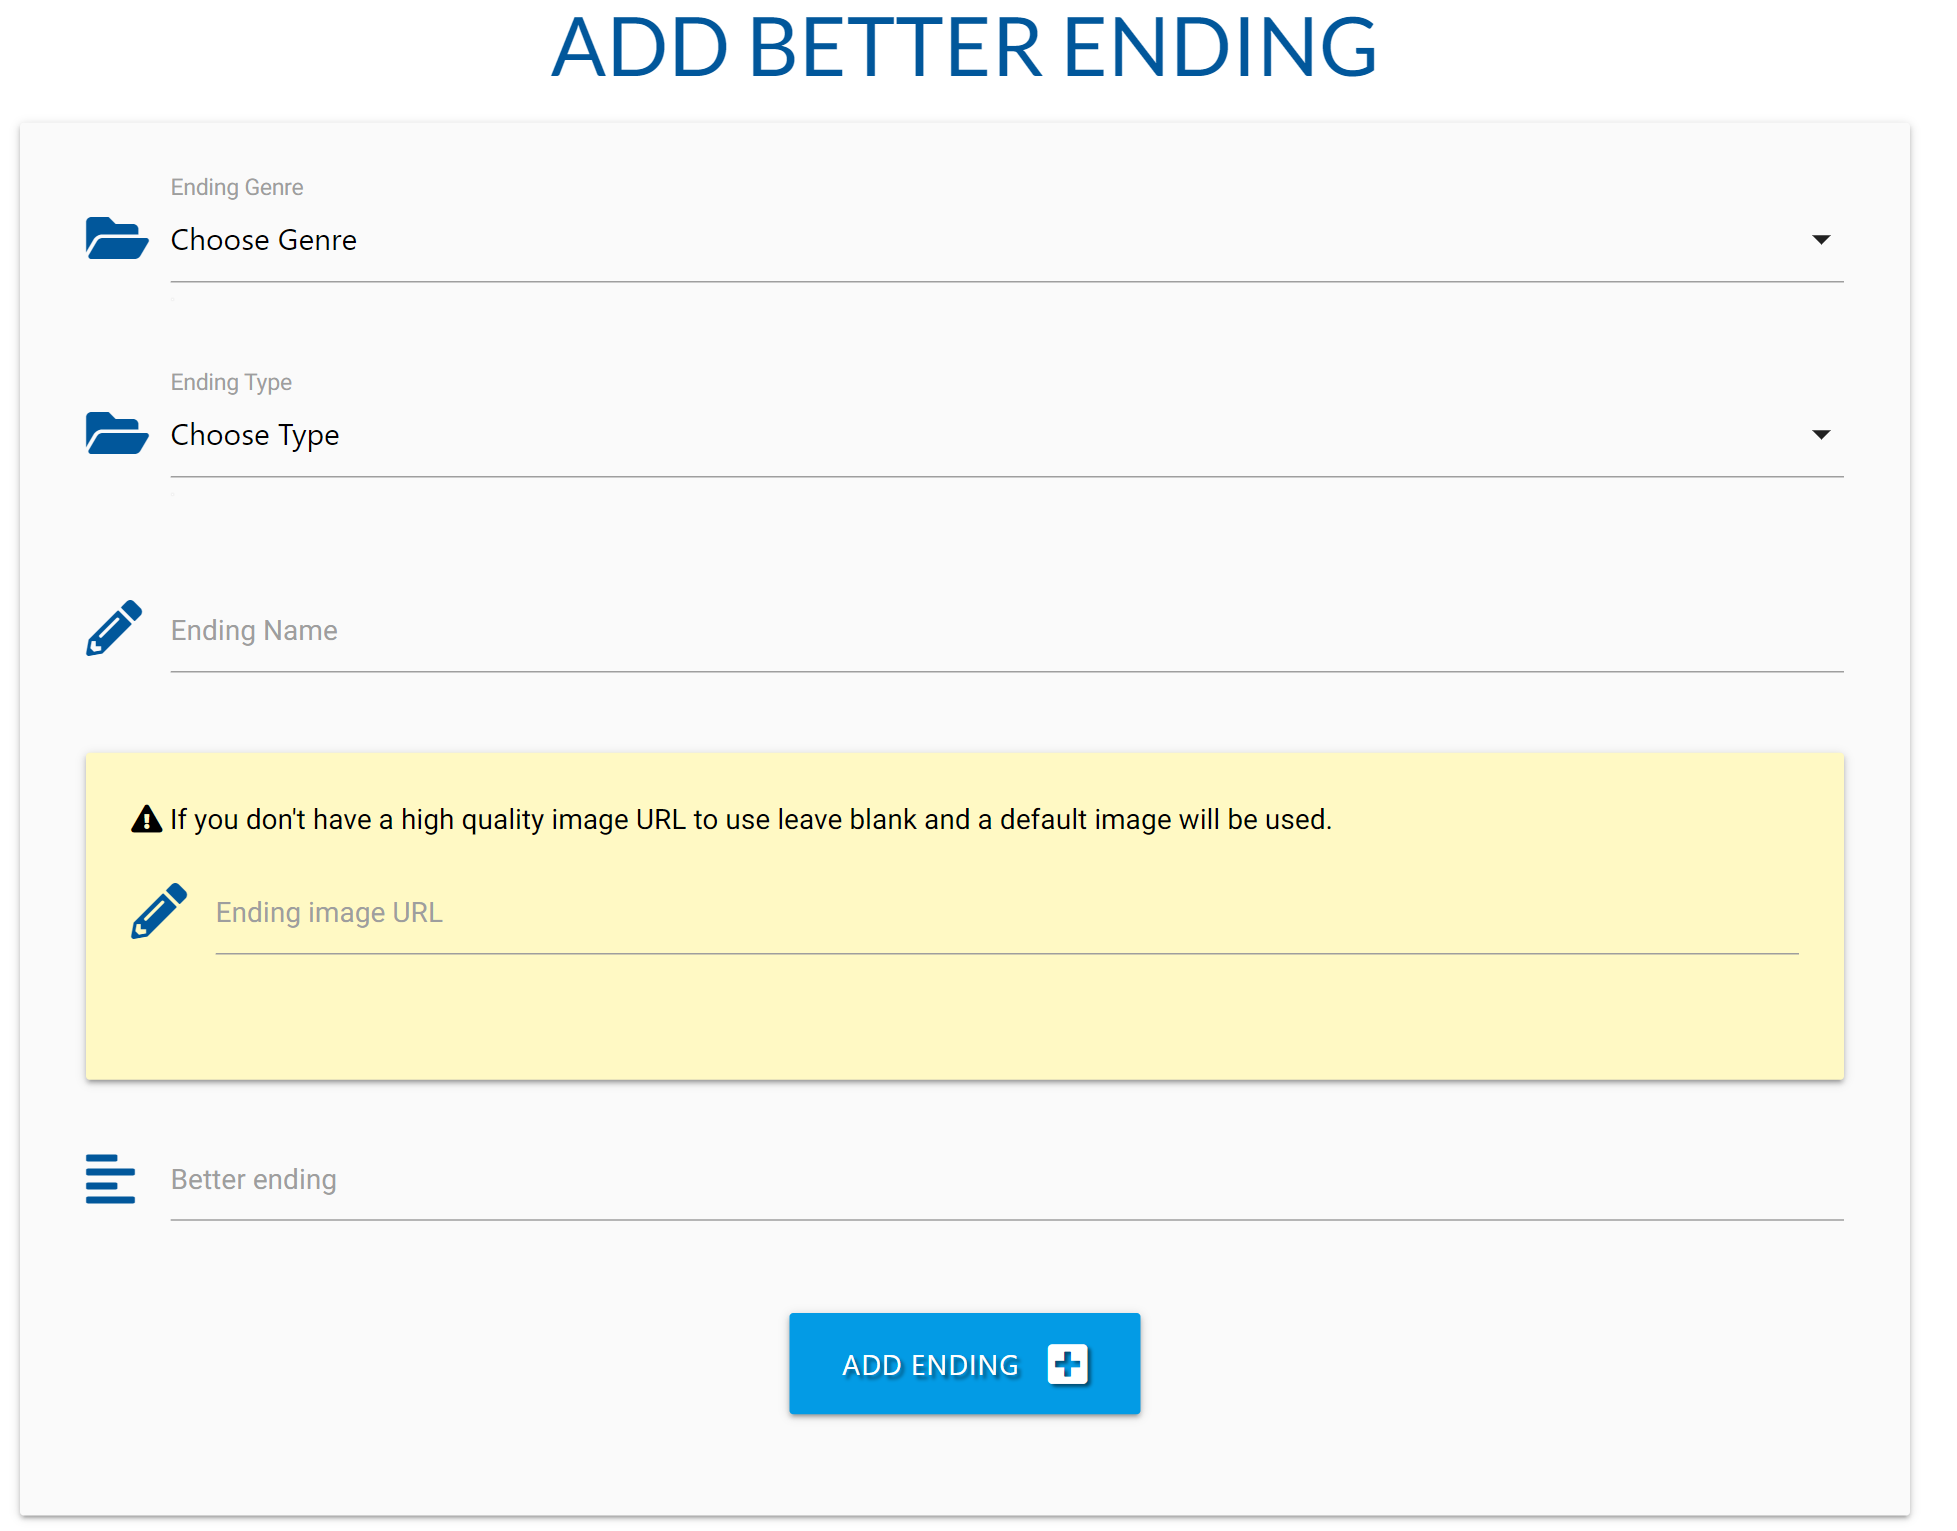 ADD BETTER ENDING
Ending Genre
Choose Genre
Ending Type
Choose Type
Ending Name
If you don't have a high quality image URL to use leave blank and a default image will be used.
Ending image URL
Better ending
ADD ENDING